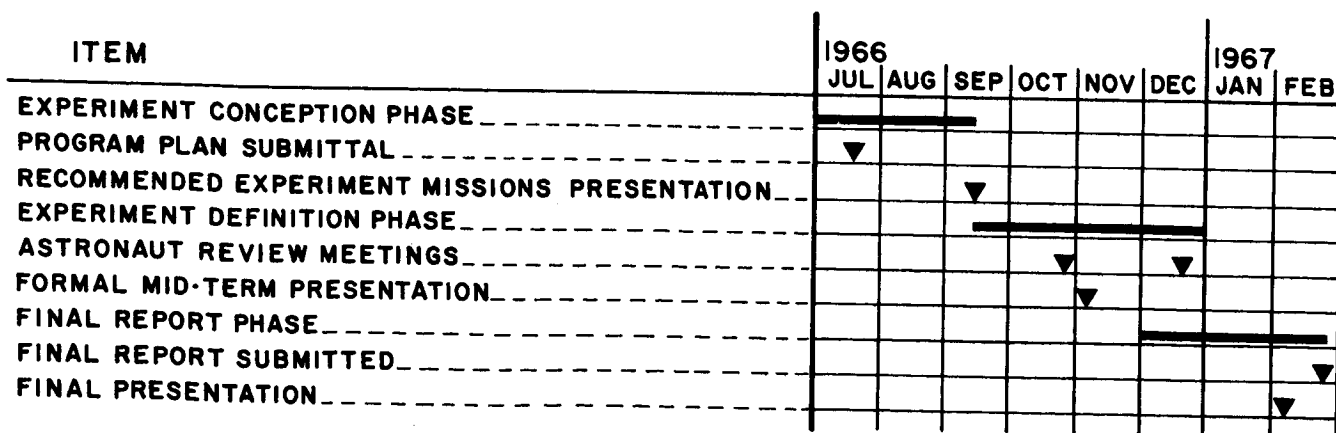 ITEM
1966 1967
JUL AUG SEP OCT NOV DEC JAN FEB
EXPERIMENT CONCEPTION PHASE
PROGRAM PLAN SUBMITTAL
RECOMMENDED EXPERIMENT MISSIONS PRESENTATION
EXPERIMENT DEFINITION PHASE
ASTRONAUT REVIEW MEETINGS
FORMAL MID-TERM PRESENTATION
FINAL REPORT PHASE
FINAL REPORT SUBMITTED
FINAL PRESENTATION